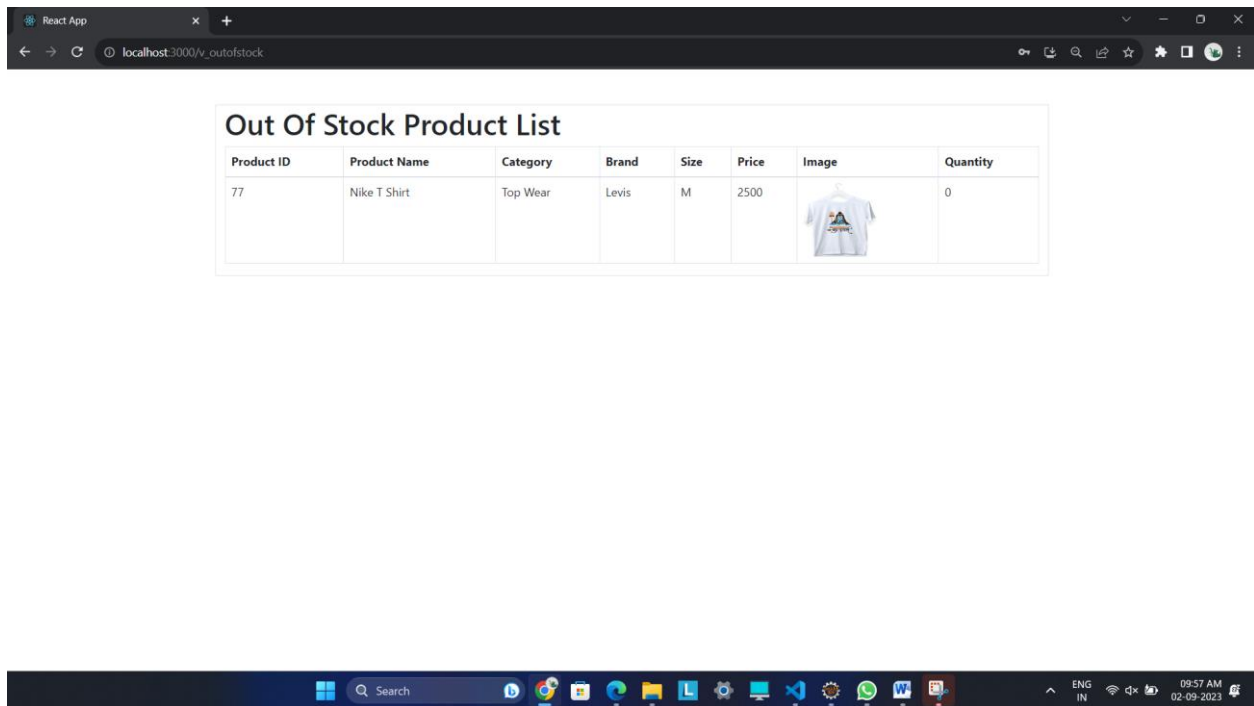 React App
localhost:3000/v_outofstock
Out Of Stock Product List
Product ID Product Name Category Brand Size Price Image Quantity
77 Nike T Shirt Top Wear Levis M 2500 0
Search
ENG
IN
09:57 AM
02-09-2023